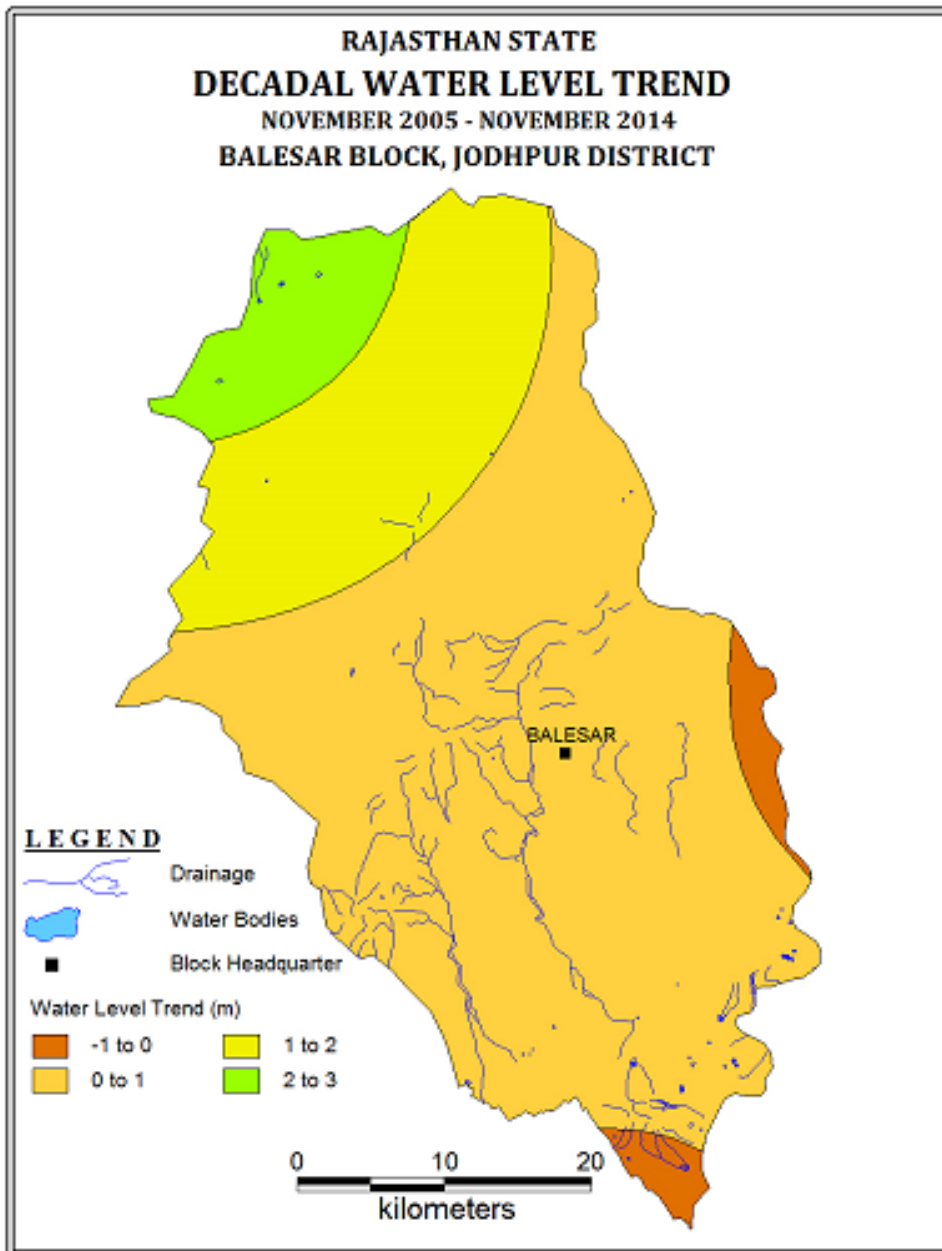 RAJASTHAN STATE
DECADAL WATER LEVEL TREND
NOVEMBER 2005 - NOVEMBER 2014
BALESAR BLOCK, JODHPUR DISTRICT
BALESAR
LEGEND
Drainage
Water Bodies
Block Headquarter
Water Level Trend (m)
-1 to 0
1 to 2
0 to 1
2 to 3
0 10 20
kilometers